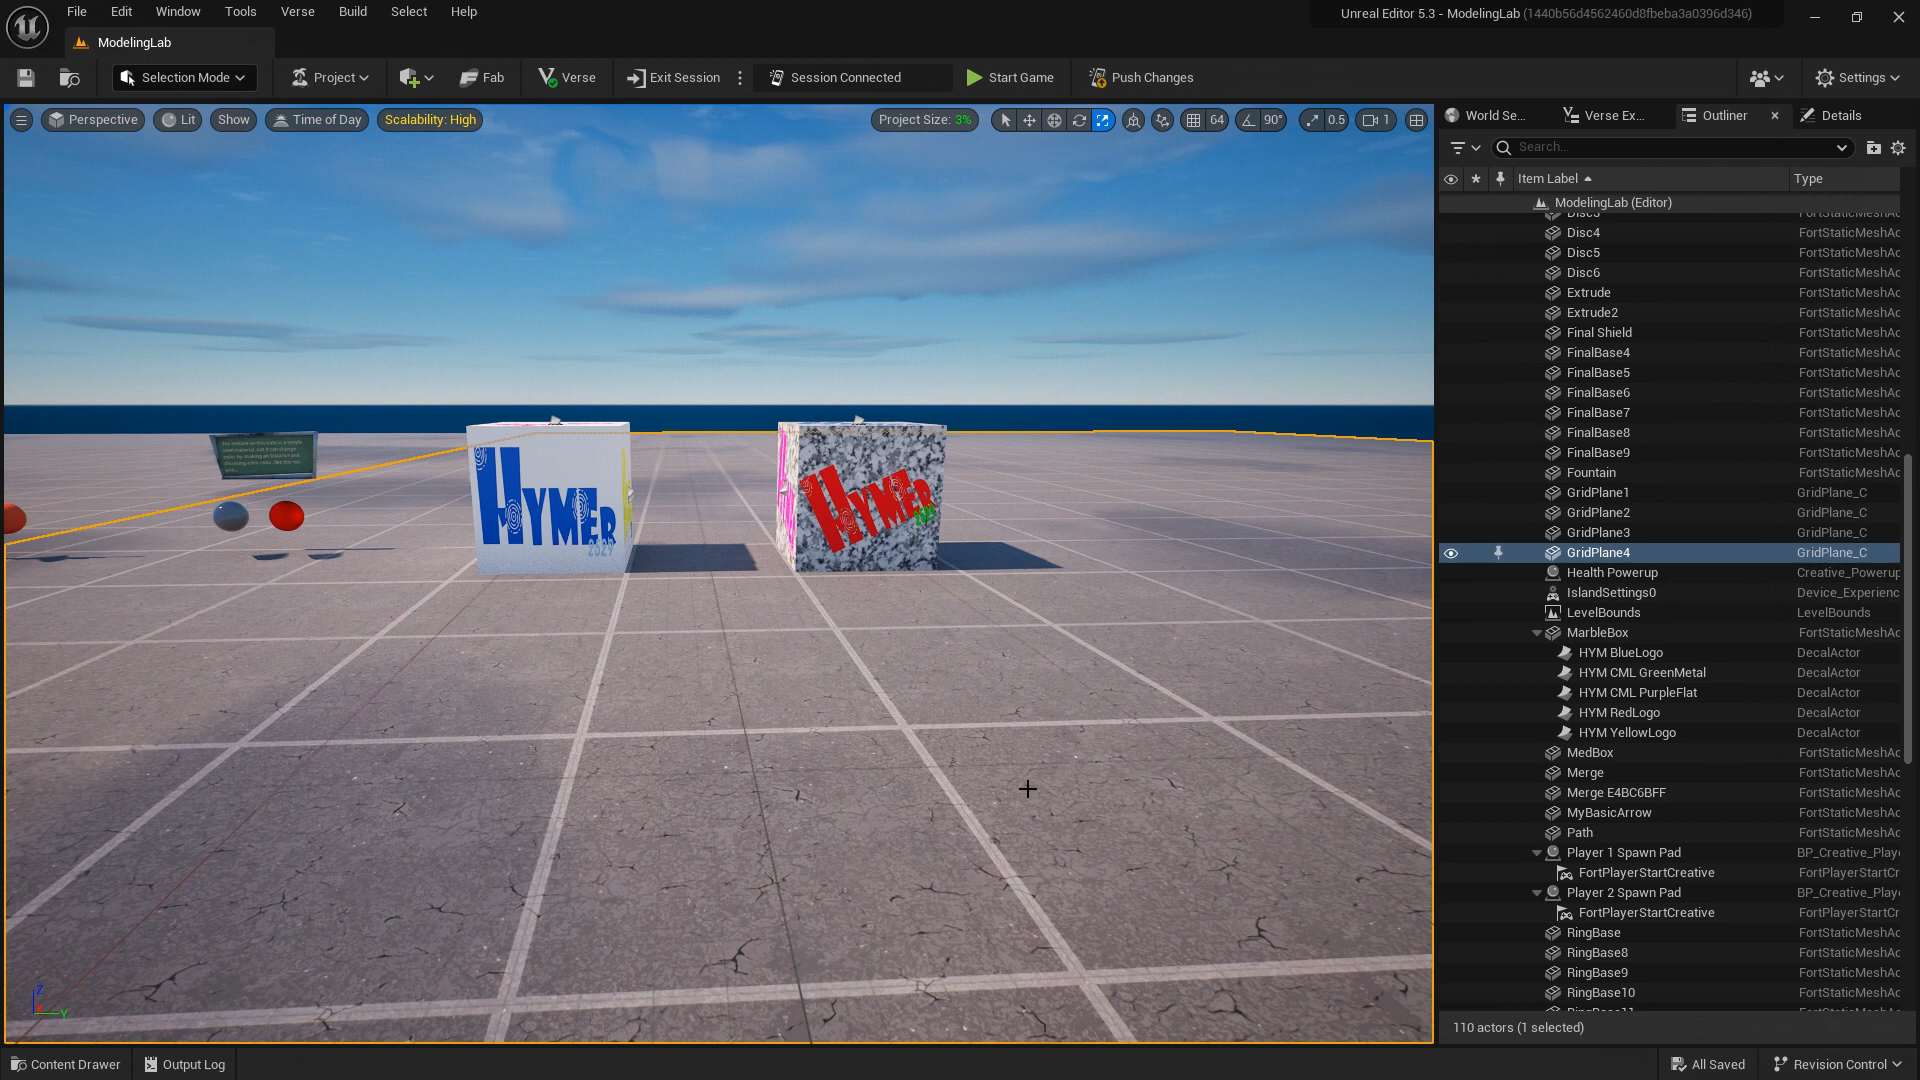 File Edit Window Tools Verse Build Select Help
Unreal Editor 5.3 - ModelingLab (1440b56d4562460d8fbeba3a0396d346)
ModelingLab
Selection Mode Project Fab Verse Exit Session Session Connected Start Game Push Changes Settings
Perspective Lit Show Time of Day Scalability: High Project Size: 3% 64 90° 0.5 1
HYMER
2029
HYMER
World Se... Verse Ex... Outliner Details
Search...
Item Label Type
ModelingLab (Editor)
Disc3 FortStaticMeshAc
Disc4 FortStaticMeshAc
Disc5 FortStaticMeshAc
Disc6 FortStaticMeshAc
Extrude FortStaticMeshAc
Extrude2 FortStaticMeshAc
Final Shield FortStaticMeshAc
FinalBase4 FortStaticMeshAc
FinalBase5 FortStaticMeshAc
FinalBase6 FortStaticMeshAc
FinalBase7 FortStaticMeshAc
FinalBase8 FortStaticMeshAc
FinalBase9 FortStaticMeshAc
Fountain FortStaticMeshAc
GridPlane1 GridPlane_C
GridPlane2 GridPlane_C
GridPlane3 GridPlane_C
GridPlane4 GridPlane_C
Health Powerup Creative_Powerup
IslandSettings0 Device_Experienc
LevelBounds LevelBounds
MarbleBox FortStaticMeshAc
HYM BlueLogo DecalActor
HYM CML GreenMetal DecalActor
HYM CML PurpleFlat DecalActor
HYM RedLogo DecalActor
HYM YellowLogo DecalActor
MedBox FortStaticMeshAc
Merge FortStaticMeshAc
Merge E4BC6BFF FortStaticMeshAc
MyBasicArrow FortStaticMeshAc
Path FortStaticMeshAc
Player 1 Spawn Pad BP_Creative_Playe
FortPlayerStartCreative FortPlayerStartCr
Player 2 Spawn Pad BP_Creative_Playe
FortPlayerStartCreative FortPlayerStartCr
RingBase FortStaticMeshAc
RingBase8 FortStaticMeshAc
RingBase9 FortStaticMeshAc
RingBase10 FortStaticMeshAc
RingBase11 FortStaticMeshAc
110 actors (1 selected)
Z
Y
Content Drawer Output Log All Saved Revision Control